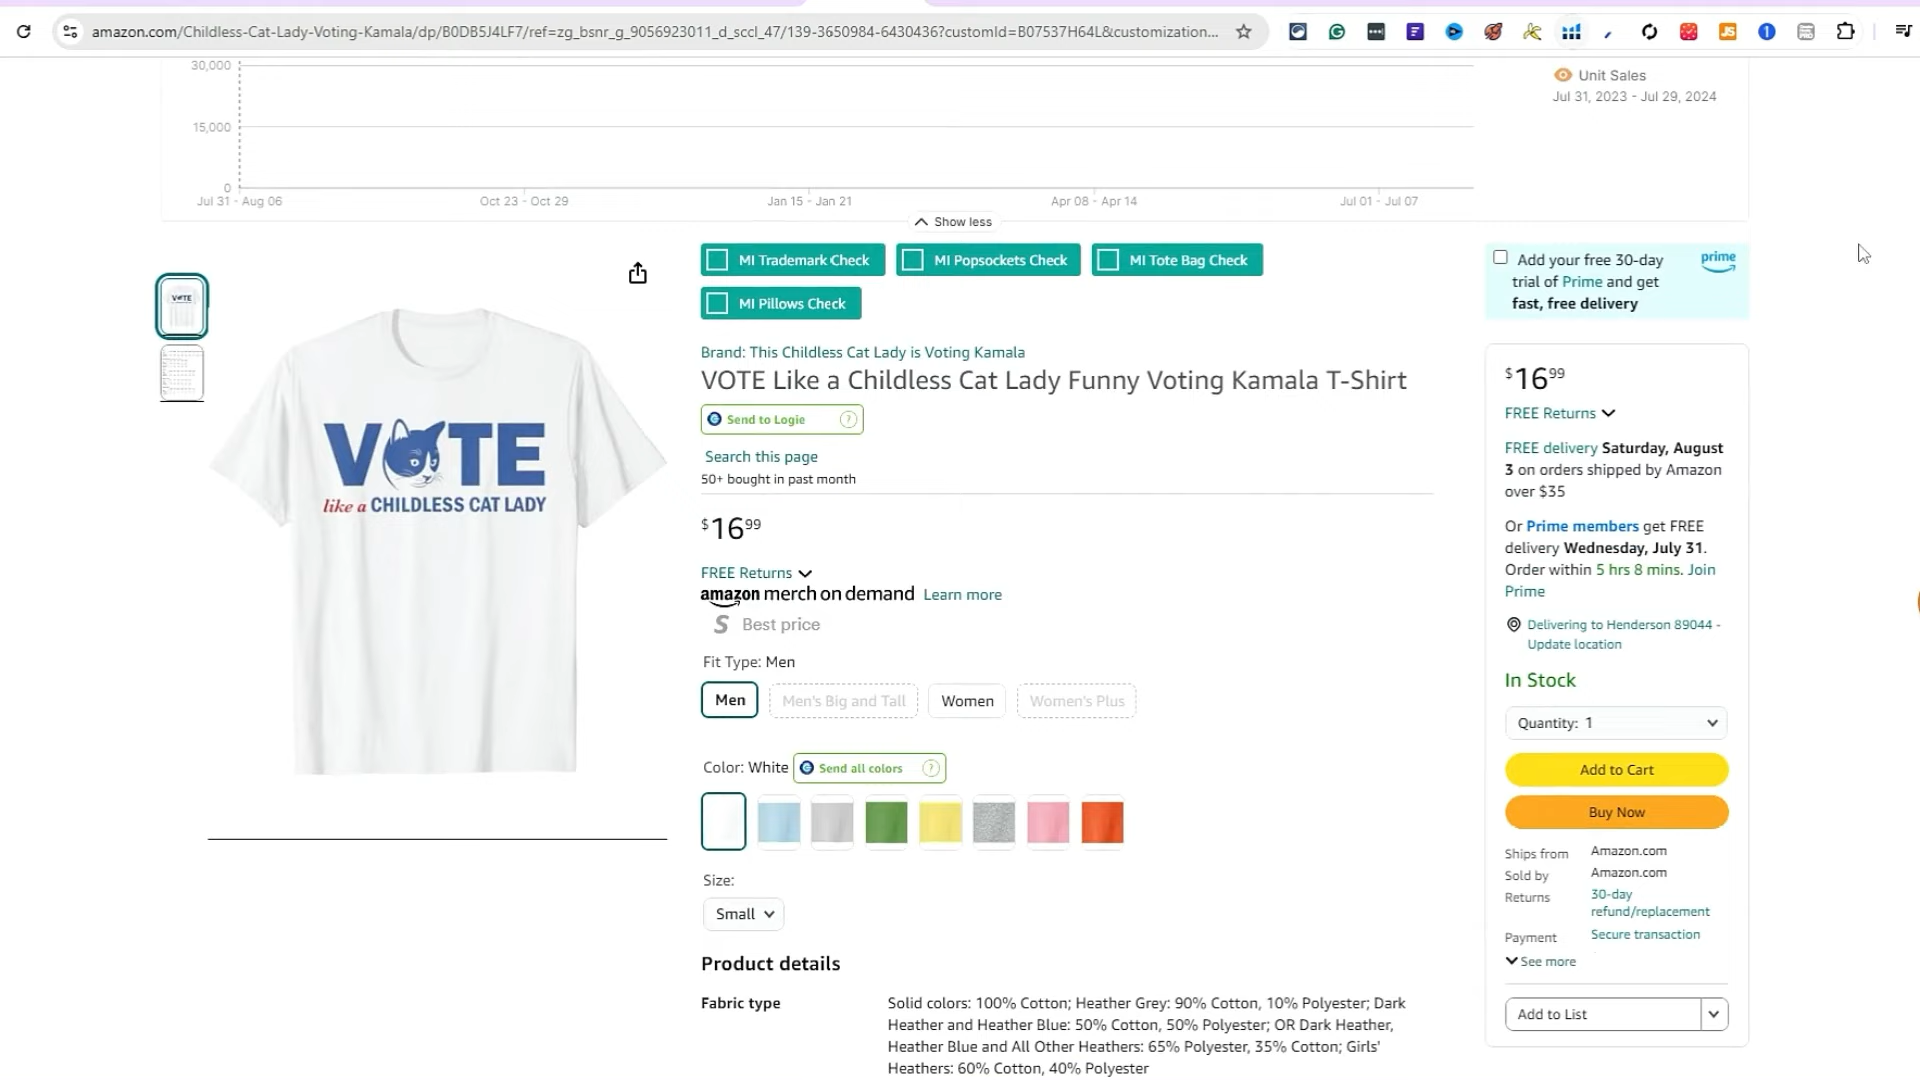 amazon.com/Childless-Cat-Lady-Voting-Kamala/dp/B0DB5J4LF7/ref=zg_bsnr_g_9056923011_d_sccl_47/139-3650984-6430436?customId=B07537H64L&customization...
30,000
15,000
0
Jul 31 - Aug 06
Oct 23 - Oct 29
Jan 15 - Jan 21
Apr 08 - Apr 14
Jul 01 - Jul 07
Unit Sales
Jul 31, 2023 - Jul 29, 2024
Show less
MI Trademark Check
MI Popsockets Check
MI Tote Bag Check
MI Pillows Check
VOTE
VOTE
like a CHILDLESS CAT LADY
Brand: This Childless Cat Lady is Voting Kamala
VOTE Like a Childless Cat Lady Funny Voting Kamala T-Shirt
Send to Logie ?
Search this page
50+ bought in past month
$16 99
FREE Returns
amazon merch on demand Learn more
S Best price
Fit Type: Men
Men
Men's Big and Tall
Women
Women's Plus
Color: White
Send all colors ?
Size:
Small
Product details
Fabric type
Solid colors: 100% Cotton; Heather Grey: 90% Cotton, 10% Polyester; Dark
Heather and Heather Blue: 50% Cotton, 50% Polyester; OR Dark Heather,
Heather Blue and All Other Heathers: 65% Polyester, 35% Cotton; Girls'
Heathers: 60% Cotton, 40% Polyester
Add your free 30-day
trial of Prime and get
fast, free delivery
prime
$16 99
FREE Returns
FREE delivery Saturday, August
3 on orders shipped by Amazon
over $35
Or Prime members get FREE
delivery Wednesday, July 31.
Order within 5 hrs 8 mins. Join
Prime
Delivering to Henderson 89044 -
Update location
In Stock
Quantity: 1
Add to Cart
Buy Now
Ships from Amazon.com
Sold by Amazon.com
Returns 30-day
refund/replacement
Payment Secure transaction
See more
Add to List